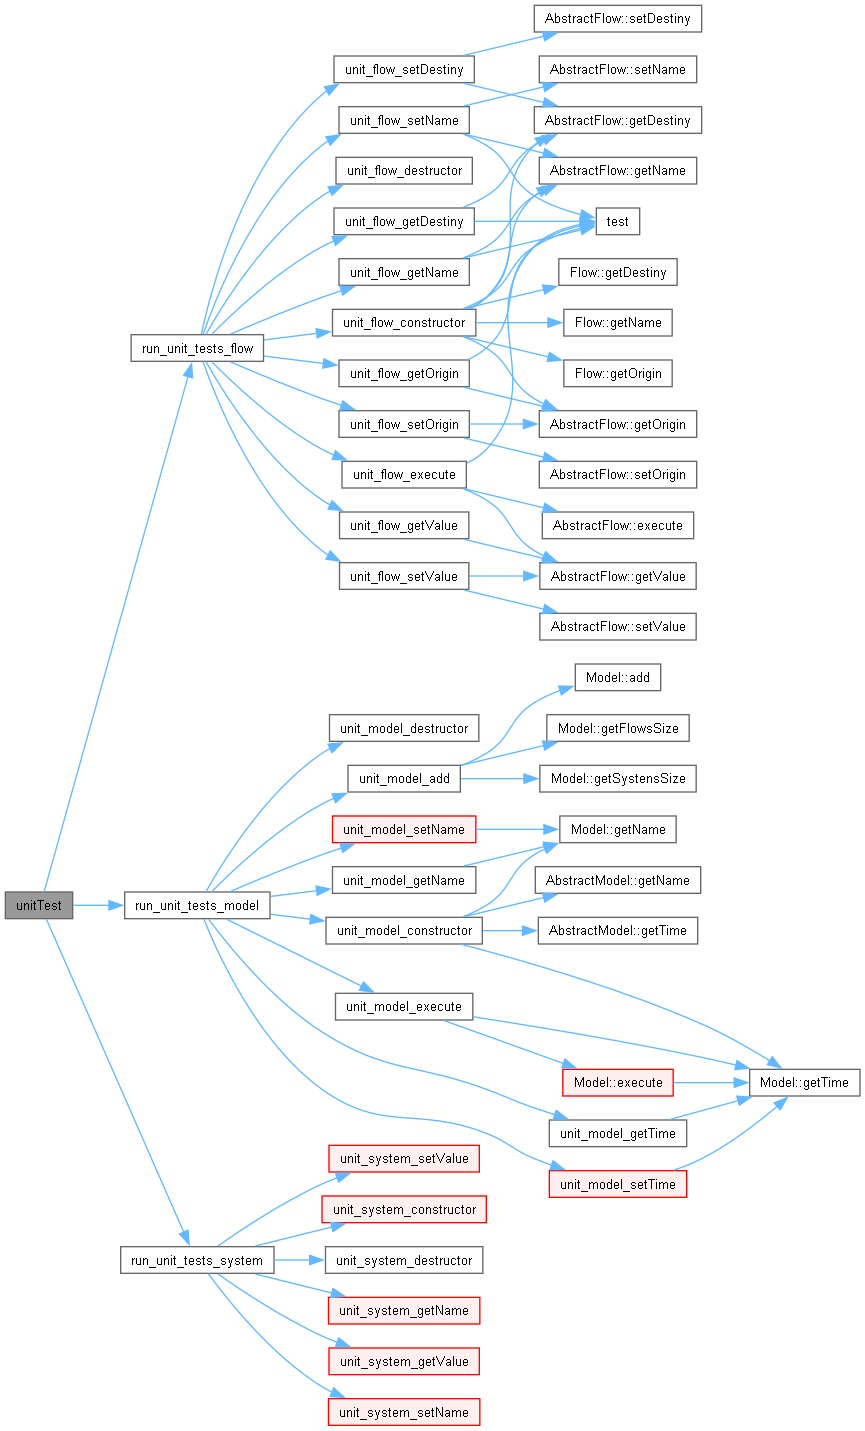 AbstractFlow::setDestiny
unit_flow_setDestiny
AbstractFlow::setName
unit_flow_setName
AbstractFlow::getDestiny
unit_flow_destructor
AbstractFlow::getName
unit_flow_getDestiny
test
unit_flow_getName
Flow::getDestiny
unit_flow_constructor
Flow::getName
run_unit_tests_flow
unit_flow_getOrigin
Flow::getOrigin
unit_flow_setOrigin
AbstractFlow::getOrigin
unit_flow_execute
AbstractFlow::setOrigin
unit_flow_getValue
AbstractFlow::execute
unit_flow_setValue
AbstractFlow::getValue
AbstractFlow::setValue
Model::add
unit_model_destructor
Model::getFlowsSize
unit_model_add
Model::getSystensSize
unit_model_setName
Model::getName
unit_model_getName
AbstractModel::getName
unitTest
run_unit_tests_model
unit_model_constructor
AbstractModel::getTime
unit_model_execute
Model::execute
Model::getTime
unit_model_getTime
unit_system_setValue
unit_model_setTime
unit_system_constructor
run_unit_tests_system
unit_system_destructor
unit_system_getName
unit_system_getValue
unit_system_setName